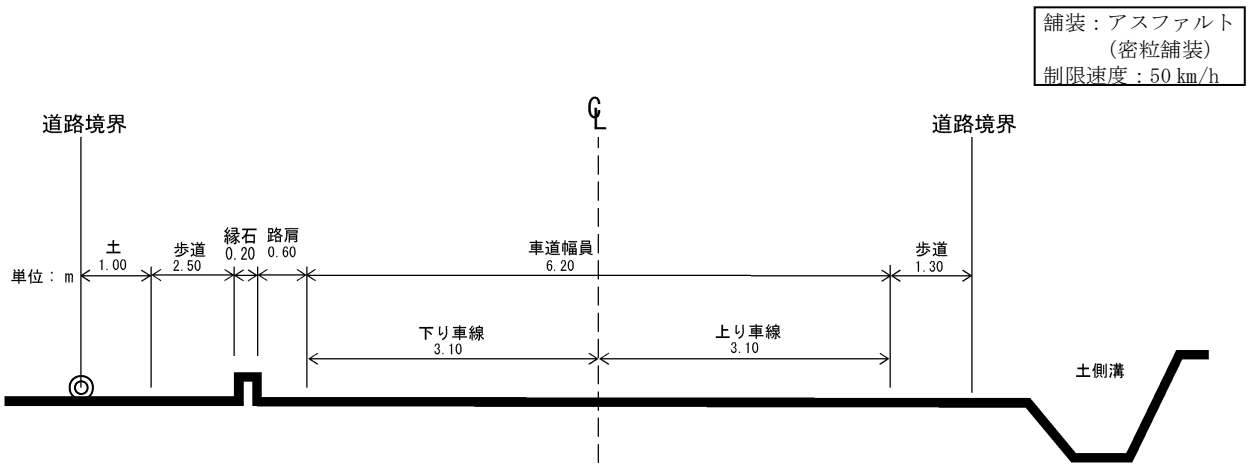 舗装：アスファルト
(密粒舗装)
制限速度：50 km/h
℄
道路境界
道路境界
土
1.00
歩道
2.50
縁石
0.20
路肩
0.60
車道幅員
6.20
歩道
1.30
単位：m
下り車線
3.10
上り車線
3.10
土側溝